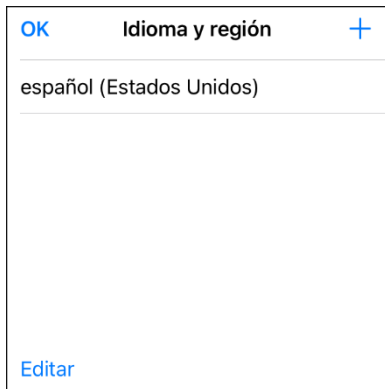 OK Idioma y región +
español (Estados Unidos)
Editar